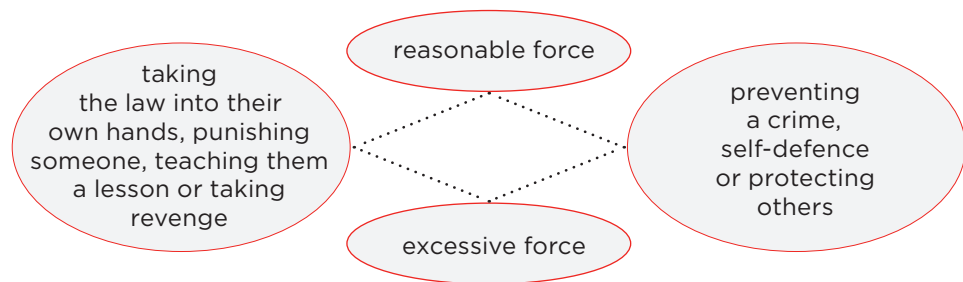 reasonable force
taking
the law into their
own hands, punishing
someone, teaching them
a lesson or taking
revenge
preventing
a crime,
self-defence
or protecting
others
excessive force